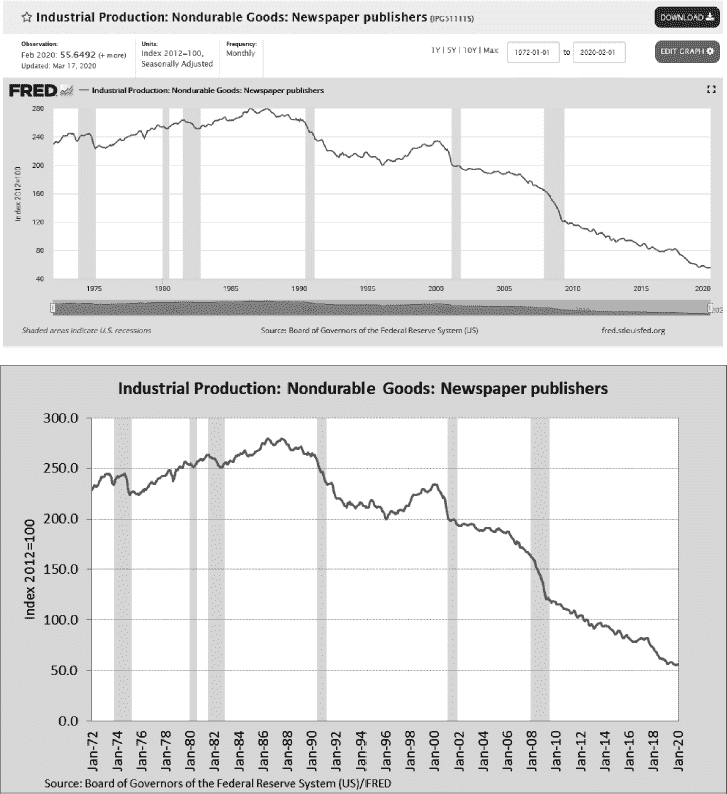 ☆ Industrial Production: Nondurable Goods: Newspaper publishers (IPG51111S)
DOWNLOAD
Observation:
Feb 2020: 55.6492 (+ more)
Updated: Mar 17, 2020
Units:
Index 2012=100,
Seasonally Adjusted
Frequency:
Monthly
1Y | 5Y | 10Y | Max
1972-01-01 to 2020-02-01
EDIT GRAPH
FRED — Industrial Production: Nondurable Goods: Newspaper publishers
Index 2012=100
280
240
200
160
120
80
40
1975 1980 1985 1990 1995 2000 2005 2010 2015 2020
Shaded areas indicate U.S. recessions Source: Board of Governors of the Federal Reserve System (US) fred.stlouisfed.org
Industrial Production: Nondurable Goods: Newspaper publishers
Index 2012=100
300.0
250.0
200.0
150.0
100.0
50.0
0.0
Jan-72 Jan-74 Jan-76 Jan-78 Jan-80 Jan-82 Jan-84 Jan-86 Jan-88 Jan-90 Jan-92 Jan-94 Jan-96 Jan-98 Jan-00 Jan-02 Jan-04 Jan-06 Jan-08 Jan-10 Jan-12 Jan-14 Jan-16 Jan-18 Jan-20
Source: Board of Governors of the Federal Reserve System (US)/FRED